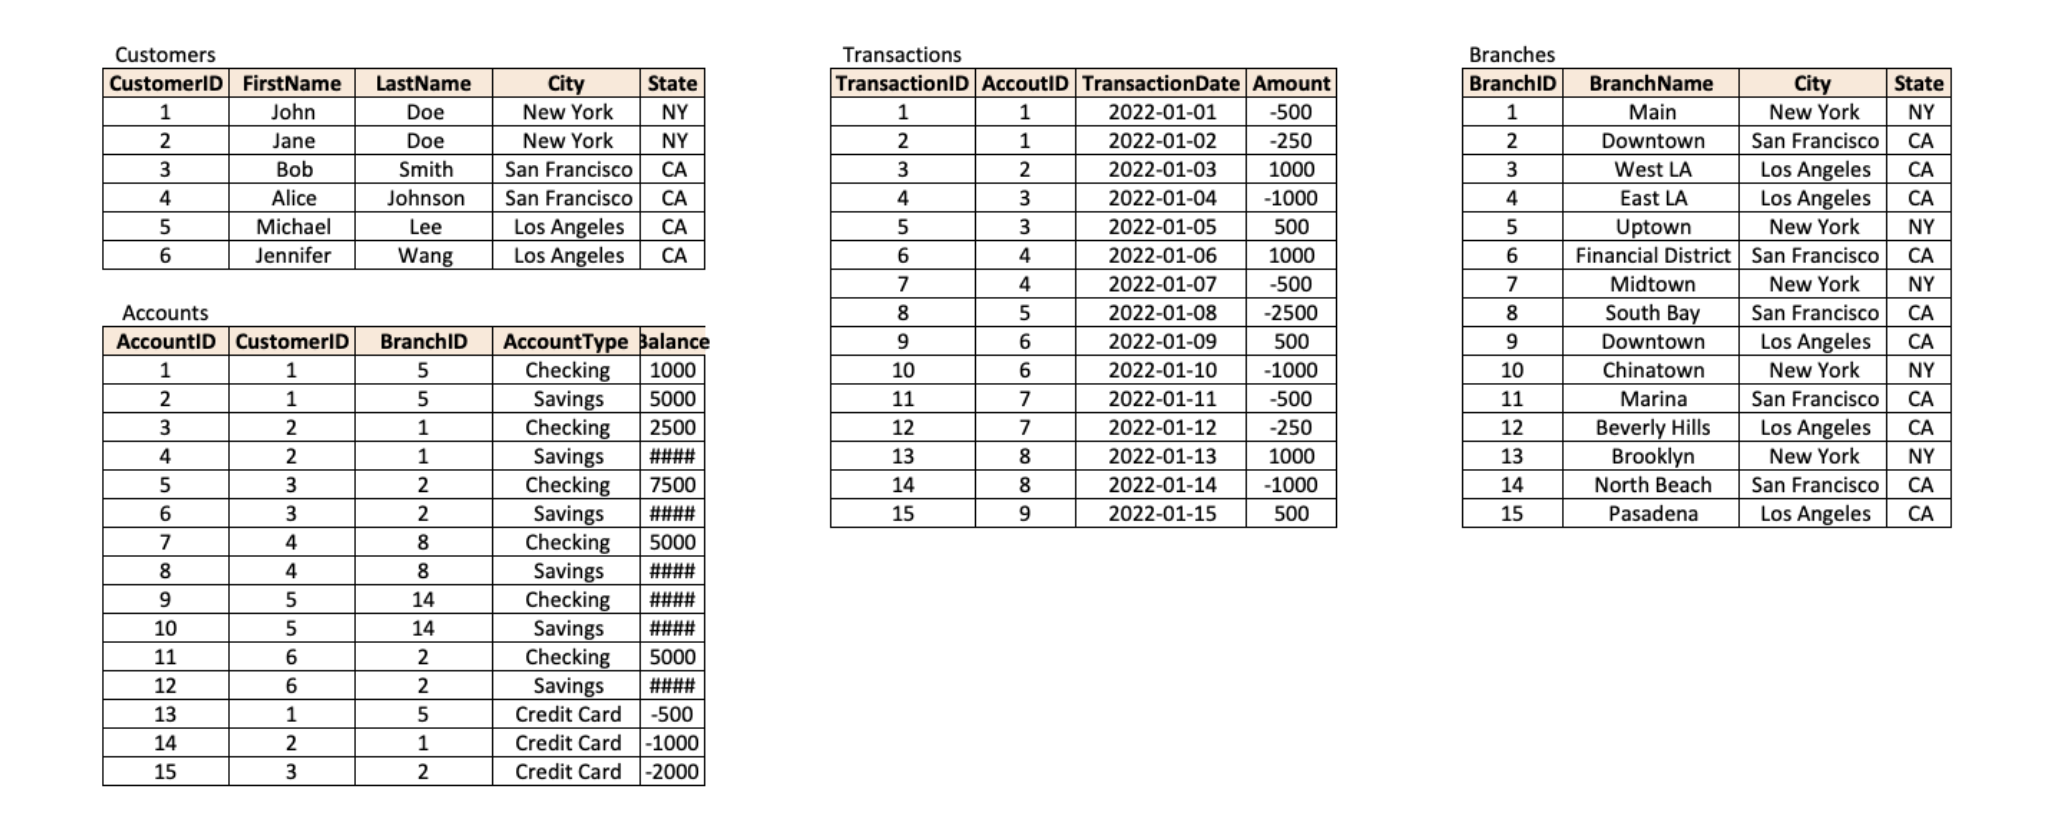 Customers
CustomerID FirstName LastName City State
1 John Doe New York NY
2 Jane Doe New York NY
3 Bob Smith San Francisco CA
4 Alice Johnson San Francisco CA
5 Michael Lee Los Angeles CA
6 Jennifer Wang Los Angeles CA
Accounts
AccountID CustomerID BranchID AccountType Balance
1 1 5 Checking 1000
2 1 5 Savings 5000
3 2 1 Checking 2500
4 2 1 Savings ####
5 3 2 Checking 7500
6 3 2 Savings ####
7 4 8 Checking 5000
8 4 8 Savings ####
9 5 14 Checking ####
10 5 14 Savings ####
11 6 2 Checking 5000
12 6 2 Savings ####
13 1 5 Credit Card -500
14 2 1 Credit Card -1000
15 3 2 Credit Card -2000
Transactions
TransactionID AccoutID TransactionDate Amount
1 1 2022-01-01 -500
2 1 2022-01-02 -250
3 2 2022-01-03 1000
4 3 2022-01-04 -1000
5 3 2022-01-05 500
6 4 2022-01-06 1000
7 4 2022-01-07 -500
8 5 2022-01-08 -2500
9 6 2022-01-09 500
10 6 2022-01-10 -1000
11 7 2022-01-11 -500
12 7 2022-01-12 -250
13 8 2022-01-13 1000
14 8 2022-01-14 -1000
15 9 2022-01-15 500
Branches
BranchID BranchName City State
1 Main New York NY
2 Downtown San Francisco CA
3 West LA Los Angeles CA
4 East LA Los Angeles CA
5 Uptown New York NY
6 Financial District San Francisco CA
7 Midtown New York NY
8 South Bay San Francisco CA
9 Downtown Los Angeles CA
10 Chinatown New York NY
11 Marina San Francisco CA
12 Beverly Hills Los Angeles CA
13 Brooklyn New York NY
14 North Beach San Francisco CA
15 Pasadena Los Angeles CA